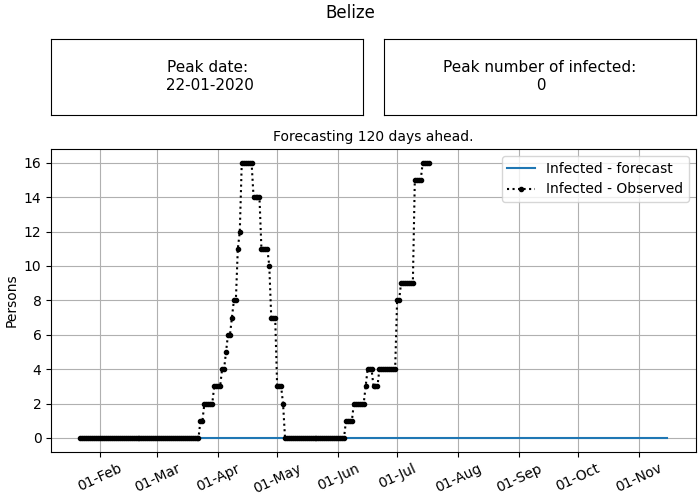 Belize
Peak date:
22-01-2020
Peak number of infected:
0
Forecasting 120 days ahead.
Infected - forecast
Infected - Observed
Persons
16
14
12
10
8
6
4
2
0
01-Feb
01-Mar
01-Apr
01-May
01-Jun
01-Jul
01-Aug
01-Sep
01-Oct
01-Nov